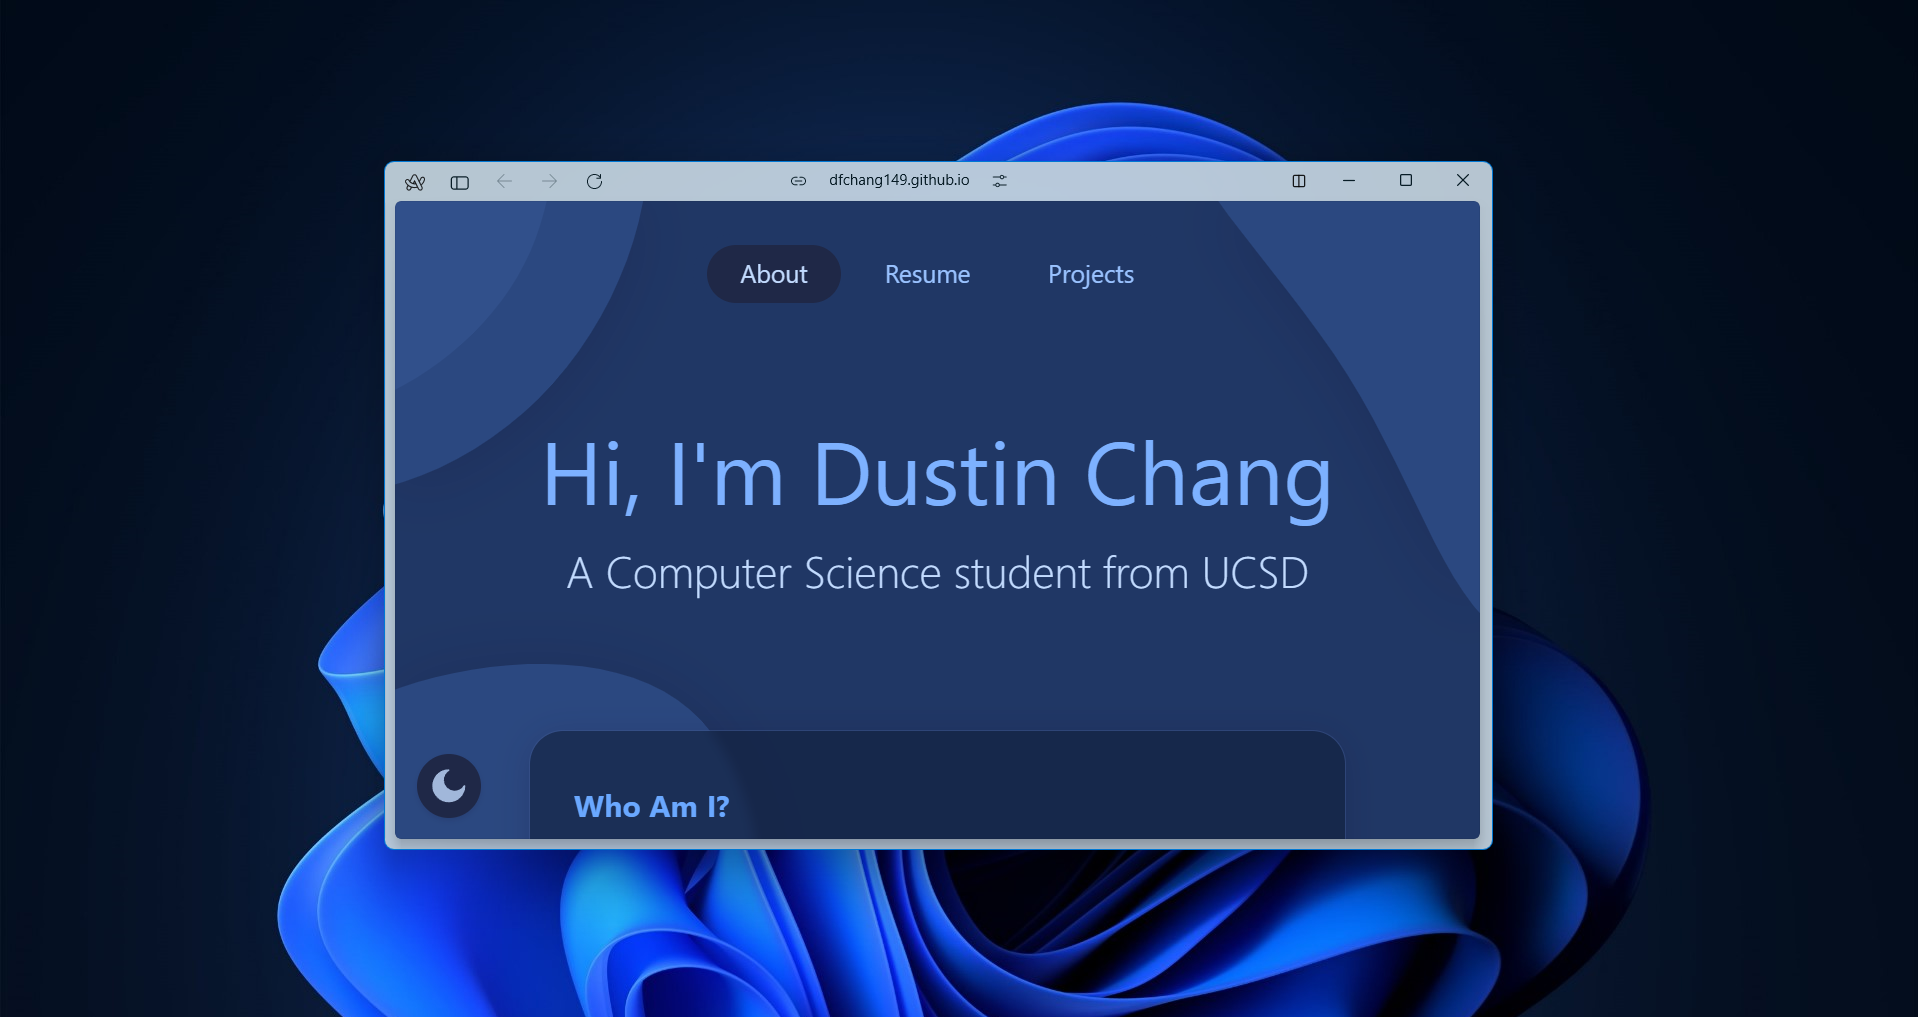 dfchang149.github.io
About Resume Projects
Hi, I'm Dustin Chang
A Computer Science student from UCSD
Who Am I?